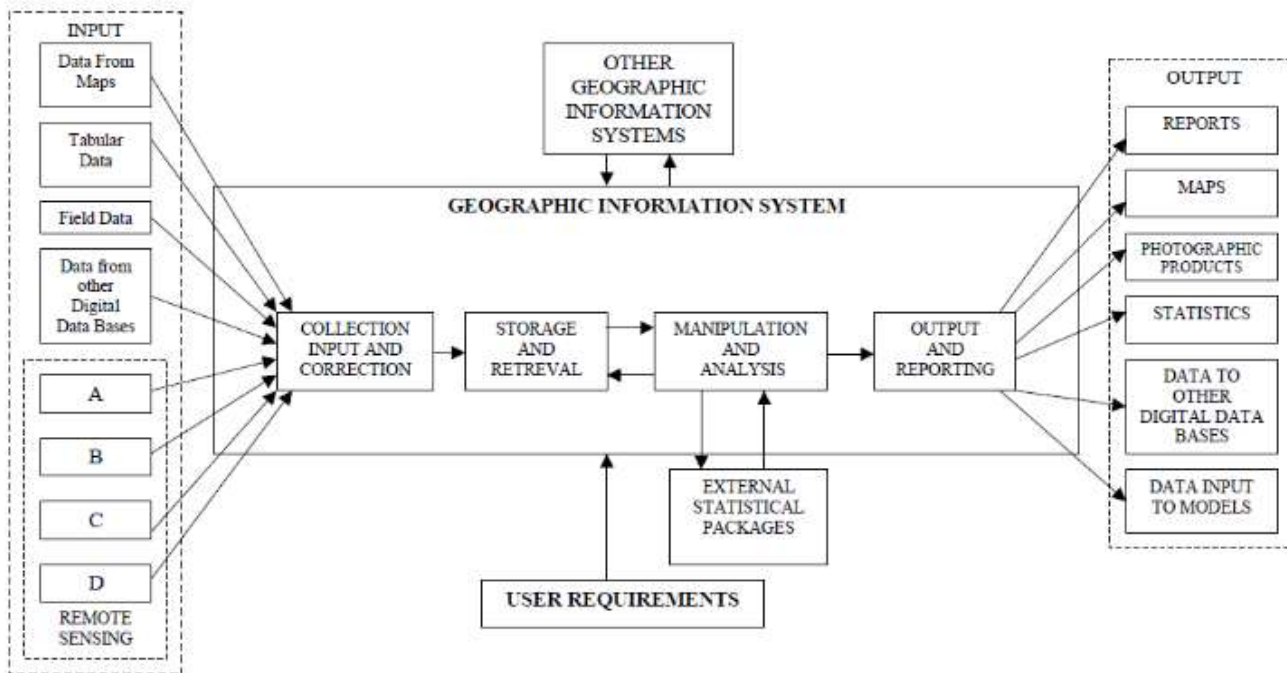 INPUT
Data From
Maps
Tabular
Data
Field Data
Data from
other
Digital
Data Bases
A
B
C
D
REMOTE
SENSING
OTHER
GEOGRAPHIC
INFORMATION
SYSTEMS
GEOGRAPHIC INFORMATION SYSTEM
COLLECTION
INPUT AND
CORRECTION
STORAGE
AND
RETREVAL
MANIPULATION
AND
ANALYSIS
OUTPUT
AND
REPORTING
EXTERNAL
STATISTICAL
PACKAGES
USER REQUIREMENTS
OUTPUT
REPORTS
MAPS
PHOTOGRAPHIC
PRODUCTS
STATISTICS
DATA TO
OTHER
DIGITAL DATA
BASES
DATA INPUT
TO MODELS